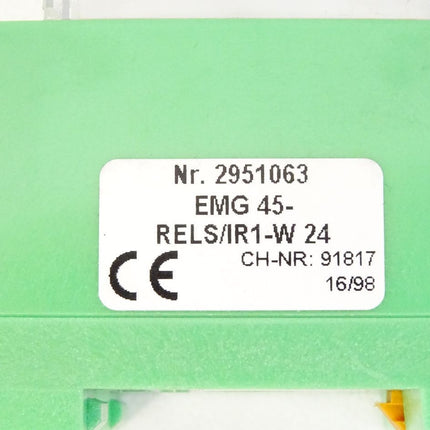 Nr. 2951063
EMG 45-
RELS/IR1-W 24
CH-NR: 91817
CE 16/98